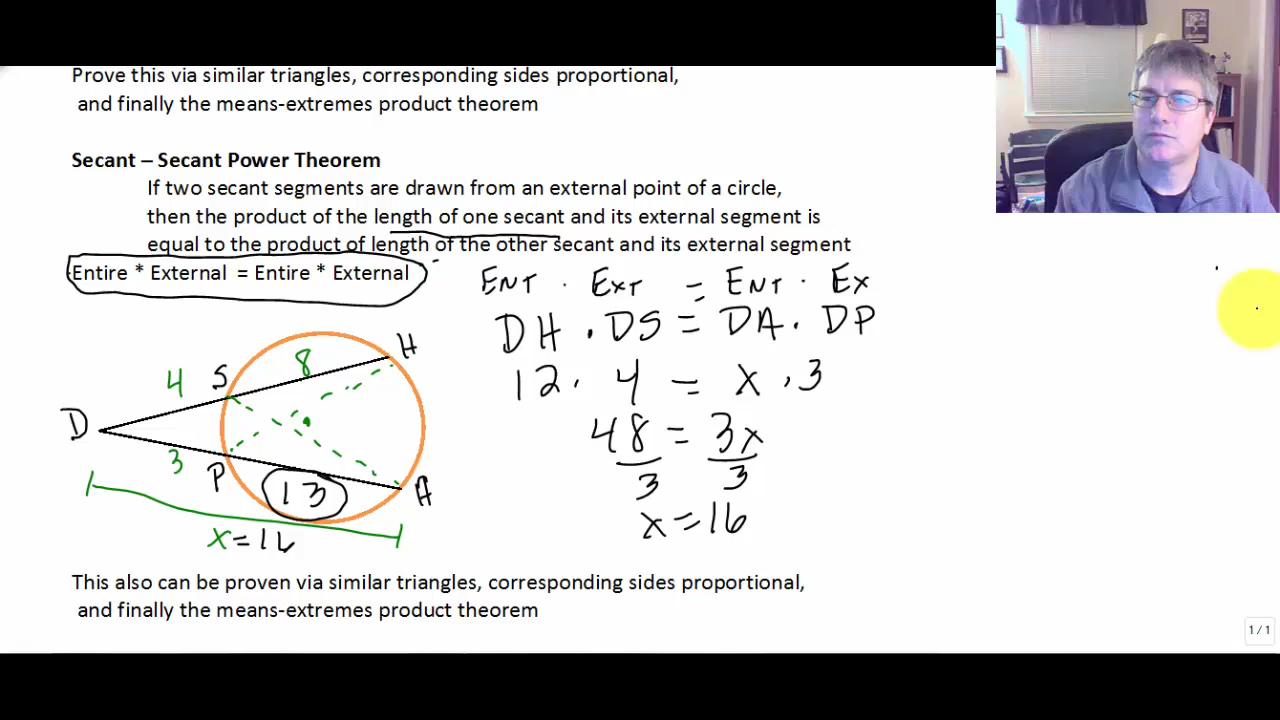 Prove this via similar triangles, corresponding sides proportional,
and finally the means-extremes product theorem
Secant – Secant Power Theorem
If two secant segments are drawn from an external point of a circle,
then the product of the length of one secant and its external segment is
equal to the product of length of the other secant and its external segment
Entire * External = Entire * External
ENT · EXT = ENT · EX
DH · DS = DA · DP
12 · 4 = x · 3
48 = 3x
3 3
x = 16
H
8
S
4
D
3
P
13
A
x=16
This also can be proven via similar triangles, corresponding sides proportional,
and finally the means-extremes product theorem
1 / 1